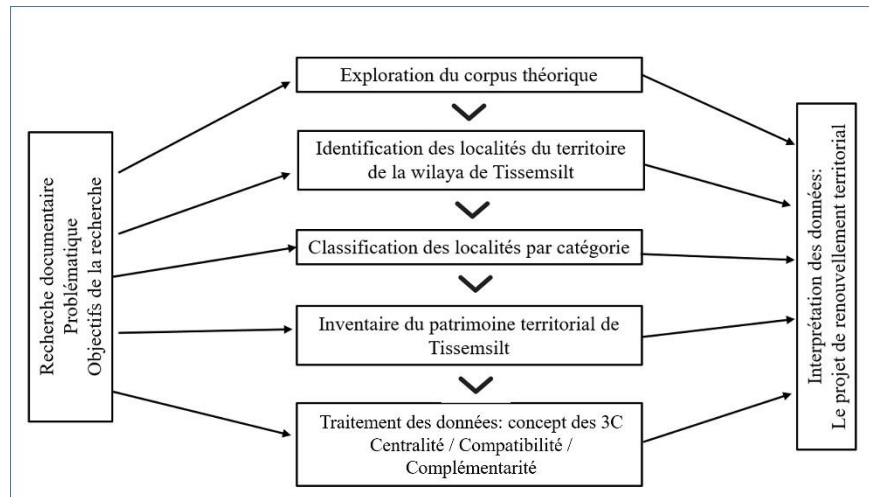 Recherche documentaire
Problématique
Objectifs de la recherche
Exploration du corpus théorique
Identification des localités du territoire
de la wilaya de Tissemsilt
Classification des localités par catégorie
Inventaire du patrimoine territorial de
Tissemsilt
Traitement des données: concept des 3C
Centralité / Compatibilité /
Complémentarité
Interprétation des données:
Le projet de renouvellement territorial